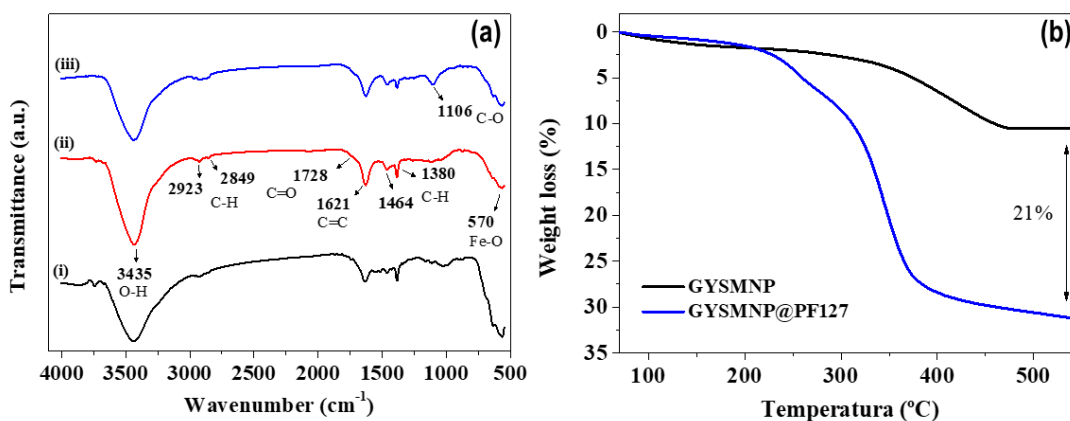 (a)
(iii)
1106
C-O
(ii)
2923
2849
C-H
1728
C=O
1621
C=C
1464
1380
C-H
570
Fe-O
(i)
3435
O-H
Transmittance (a.u.)
4000 3500 3000 2500 2000 1500 1000 500
Wavenumber (cm⁻¹)
(b)
0
5
10
15
20
25
30
35
Weight loss (%)
21%
GYSMNP
GYSMNP@PF127
100 200 300 400 500
Temperatura (ºC)